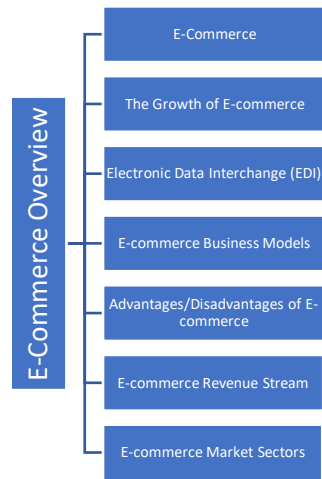 E-Commerce Overview
E-Commerce
The Growth of E-commerce
Electronic Data Interchange (EDI)
E-commerce Business Models
Advantages/Disadvantages of E-
commerce
E-commerce Revenue Stream
E-commerce Market Sectors